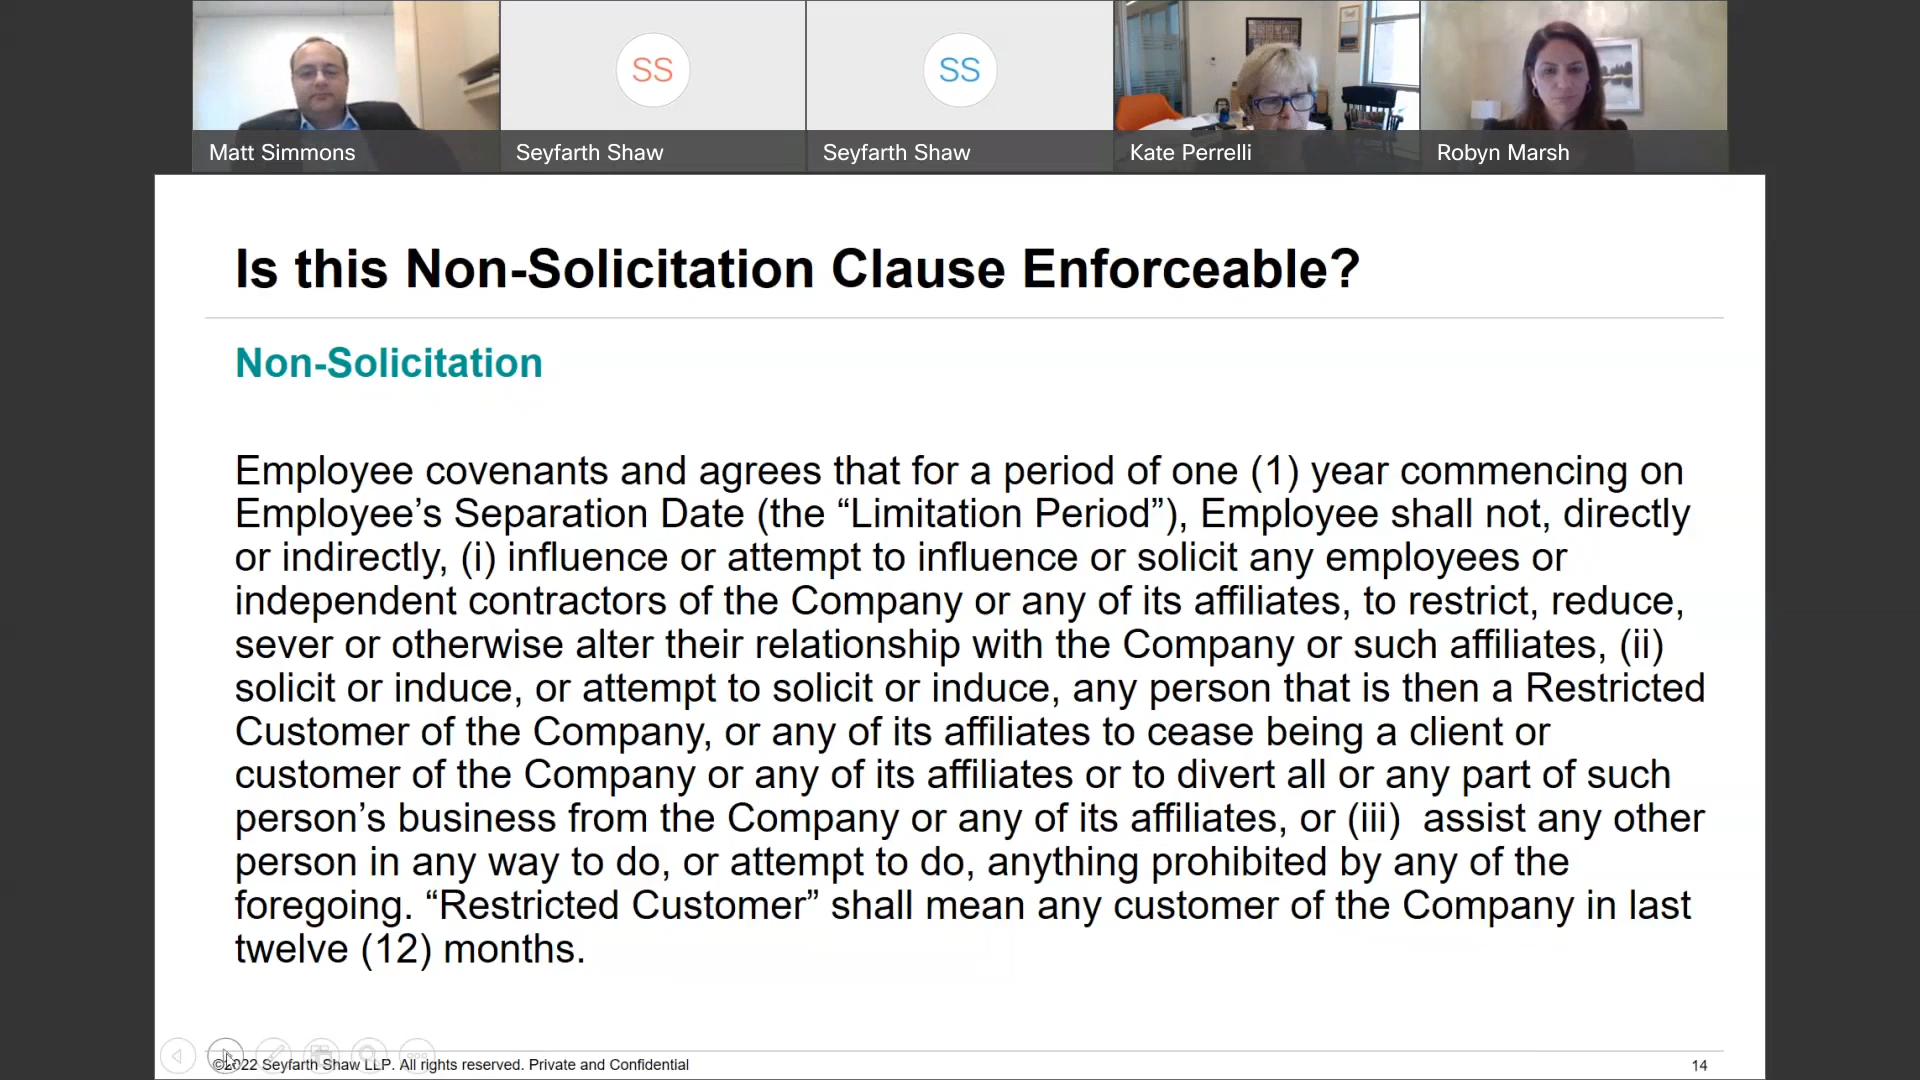 Matt Simmons
SS
Seyfarth Shaw
SS
Seyfarth Shaw
Kate Perrelli
Robyn Marsh
Is this Non-Solicitation Clause Enforceable?
Non-Solicitation
Employee covenants and agrees that for a period of one (1) year commencing on
Employee’s Separation Date (the “Limitation Period”), Employee shall not, directly
or indirectly, (i) influence or attempt to influence or solicit any employees or
independent contractors of the Company or any of its affiliates, to restrict, reduce,
sever or otherwise alter their relationship with the Company or such affiliates, (ii)
solicit or induce, or attempt to solicit or induce, any person that is then a Restricted
Customer of the Company, or any of its affiliates to cease being a client or
customer of the Company or any of its affiliates or to divert all or any part of such
person’s business from the Company or any of its affiliates, or (iii)  assist any other
person in any way to do, or attempt to do, anything prohibited by any of the
foregoing. “Restricted Customer” shall mean any customer of the Company in last
twelve (12) months.
©2022 Seyfarth Shaw LLP. All rights reserved. Private and Confidential
14